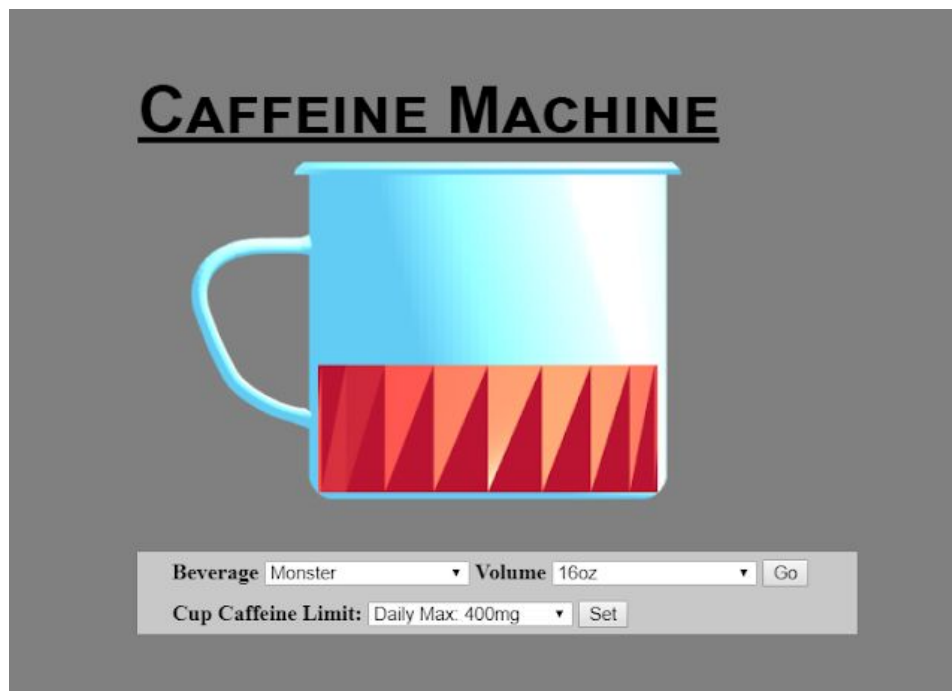 CAFFEINE MACHINE
Beverage Monster Volume 16oz Go
Cup Caffeine Limit: Daily Max: 400mg Set